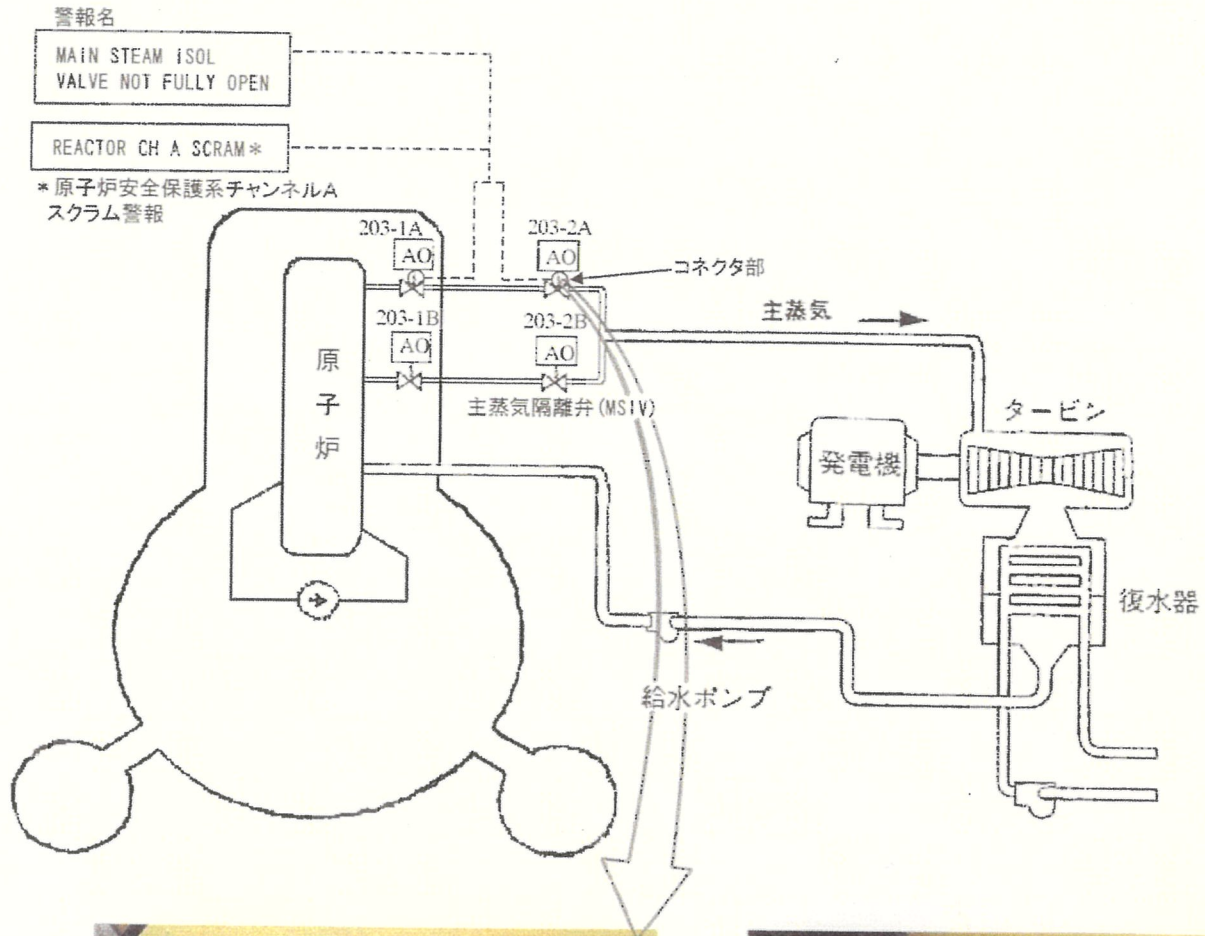 警報名
MAIN STEAM ISOL
VALVE NOT FULLY OPEN
REACTOR CH A SCRAM*
*原子炉安全保護系チャンネルA
スクラム警報
203-1A
AO
203-2A
AO
コネクタ部
203-1B
AO
203-2B
AO
主蒸気隔離弁(MSIV)
主蒸気
原子炉
タービン
発電機
復水器
給水ポンプ